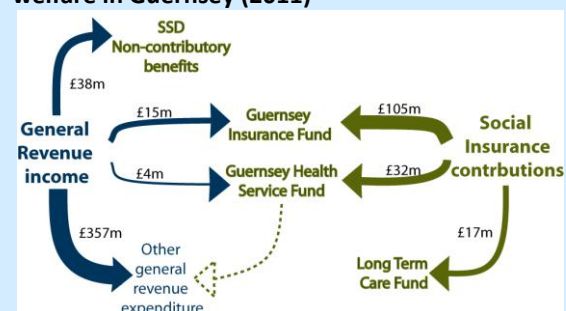 welfare in Guernsey (2011)
SSD
Non-contributory
benefits
£38m
£15m
Guernsey
Insurance Fund
£105m
General
Revenue
income
Social
Insurance
contrbutions
£4m
Guernsey Health
Service Fund
£32m
£357m
£17m
Other
general
revenue
expenditure
Long Term
Care Fund